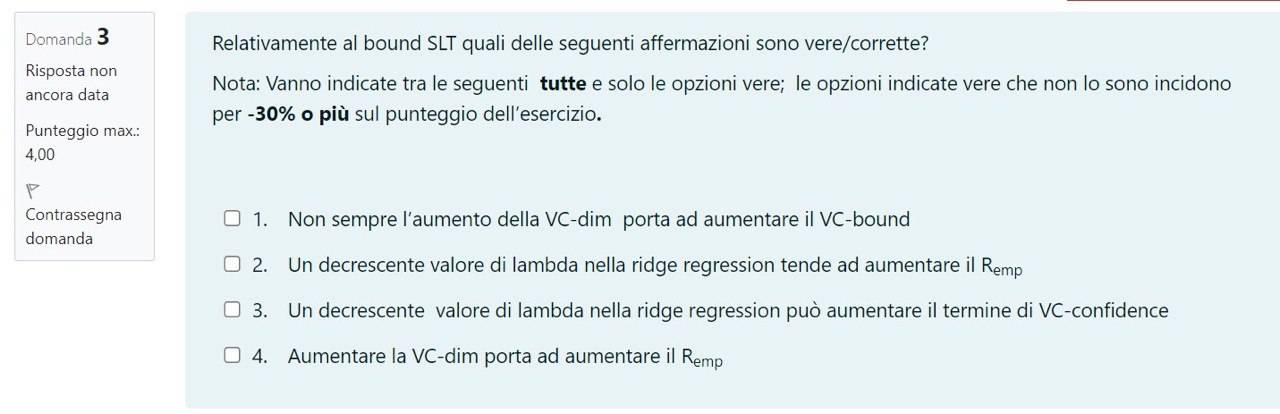 Domanda 3
Risposta non
ancora data
Punteggio max.:
4,00
Contrassegna
domanda
Relativamente al bound SLT quali delle seguenti affermazioni sono vere/corrette?
Nota: Vanno indicate tra le seguenti tutte e solo le opzioni vere; le opzioni indicate vere che non lo sono incidono
per -30% o più sul punteggio dell'esercizio.
1. Non sempre l'aumento della VC-dim porta ad aumentare il VC-bound
2. Un decrescente valore di lambda nella ridge regression tende ad aumentare il Remp
3. Un decrescente valore di lambda nella ridge regression può aumentare il termine di VC-confidence
4. Aumentare la VC-dim porta ad aumentare il Remp